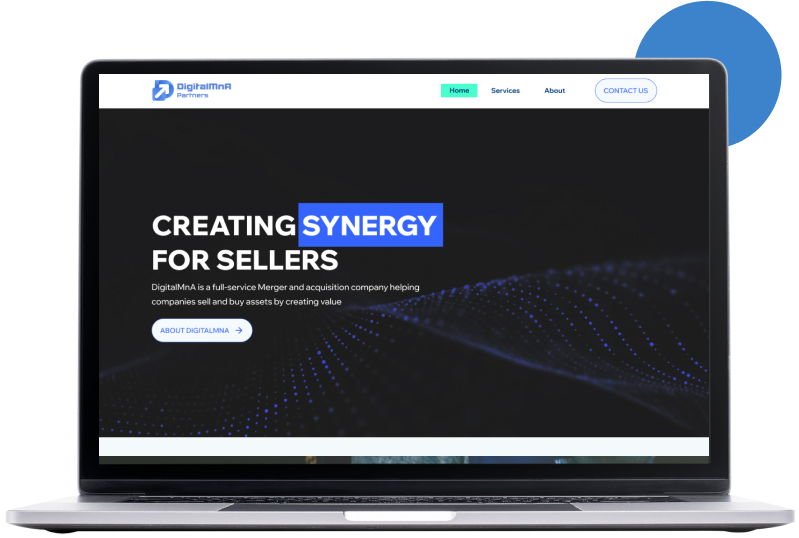 DigitalMnA
Partners
Home Services About CONTACT US
CREATING SYNERGY
FOR SELLERS
DigitalMnA is a full-service Merger and acquisition company helping
companies sell and buy assets by creating value
ABOUT DIGITALMNA →